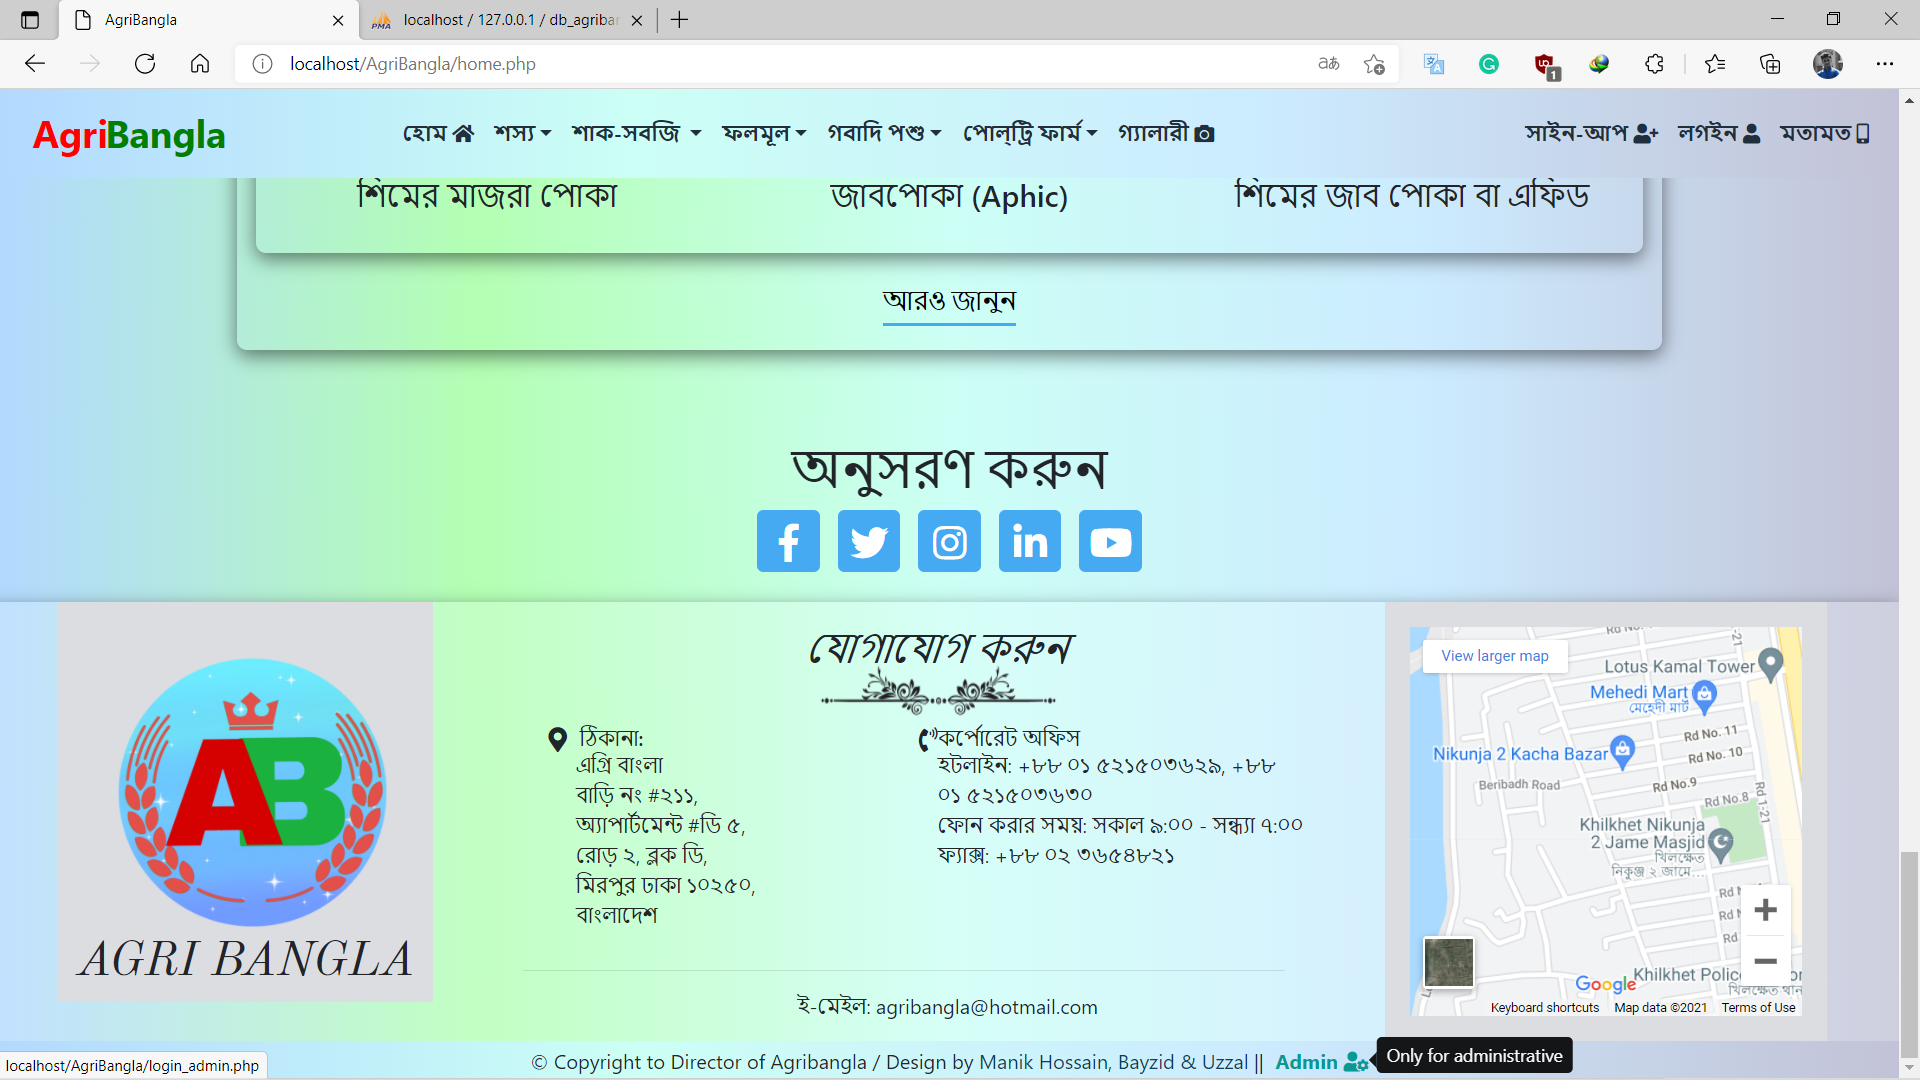 AgriBangla
localhost / 127.0.0.1 / db_agriba
localhost/AgriBangla/home.php
AgriBangla
হোম
শস্য
শাক-সবজি
ফলমূল
গবাদি পশু
পোল্ট্রি ফার্ম
গ্যালারী
সাইন-আপ
লগইন
মতামত
শিমের মাজরা পোকা
জাবপোকা (Aphic)
শিমের জাব পোকা বা এফিড
আরও জানুন
অনুসরণ করুন
AB
AGRI BANGLA
যোগাযোগ করুন
ঠিকানা:
এগ্রি বাংলা
বাড়ি নং #২১১,
অ্যাপার্টমেন্ট #ডি ৫,
রোড় ২, ব্লক ডি,
মিরপুর ঢাকা ১০২৫০,
বাংলাদেশ
কর্পোরেট অফিস
হটলাইন: +৮৮ ০১ ৫২১৫০৩৬২৯, +৮৮
০১ ৫২১৫০৩৬৩০
ফোন করার সময়: সকাল ৯:০০ - সন্ধ্যা ৭:০০
ফ্যাক্স: +৮৮ ০২ ৩৬৫৪৮২১
ই-মেইল: agribangla@hotmail.com
View larger map
Lotus Kamal Tower
Mehedi Mart
মেহেদী মার্ট
Rd No. 11
Nikunja 2 Kacha Bazar
Rd No. 10
Beribadh Road
Rd No.9
Rd No.8
Rd 1-21
Khilkhet Nikunja
2 Jame Masjid
খিলক্ষেত
নিকুঞ্জ ২ জামে...
Google
Khilkhet Police
খিলক্ষেত থান
Keyboard shortcuts
Map data ©2021
Terms of Use
localhost/AgriBangla/login_admin.php
© Copyright to Director of Agribangla / Design by Manik Hossain, Bayzid & Uzzal || Admin
Only for administrative